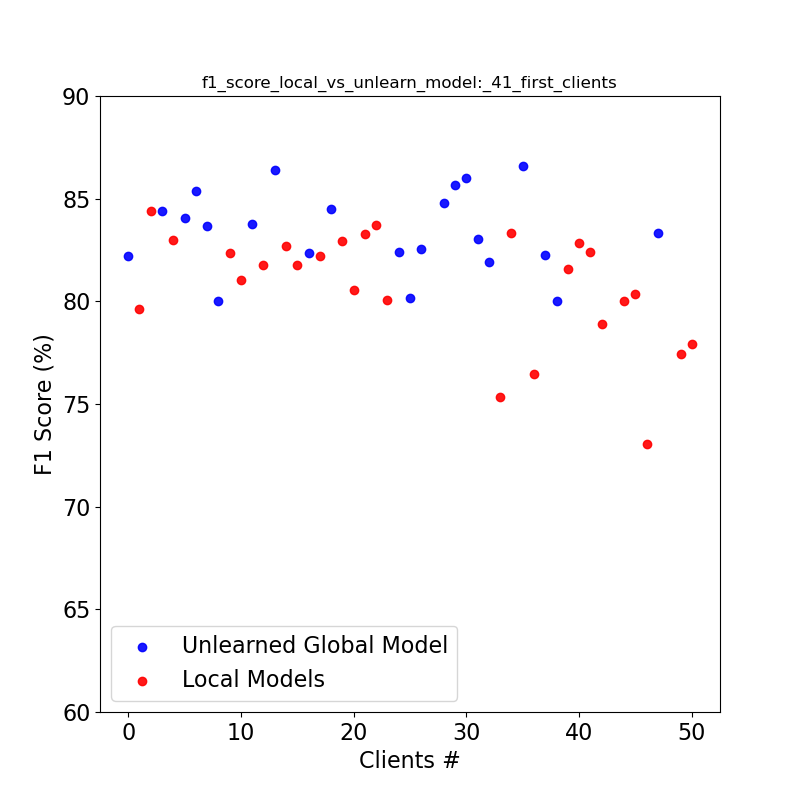 f1_score_local_vs_unlearn_model:_41_first_clients
90
85
80
75
70
65
60
F1 Score (%)
Unlearned Global Model
Local Models
0 10 20 30 40 50
Clients #